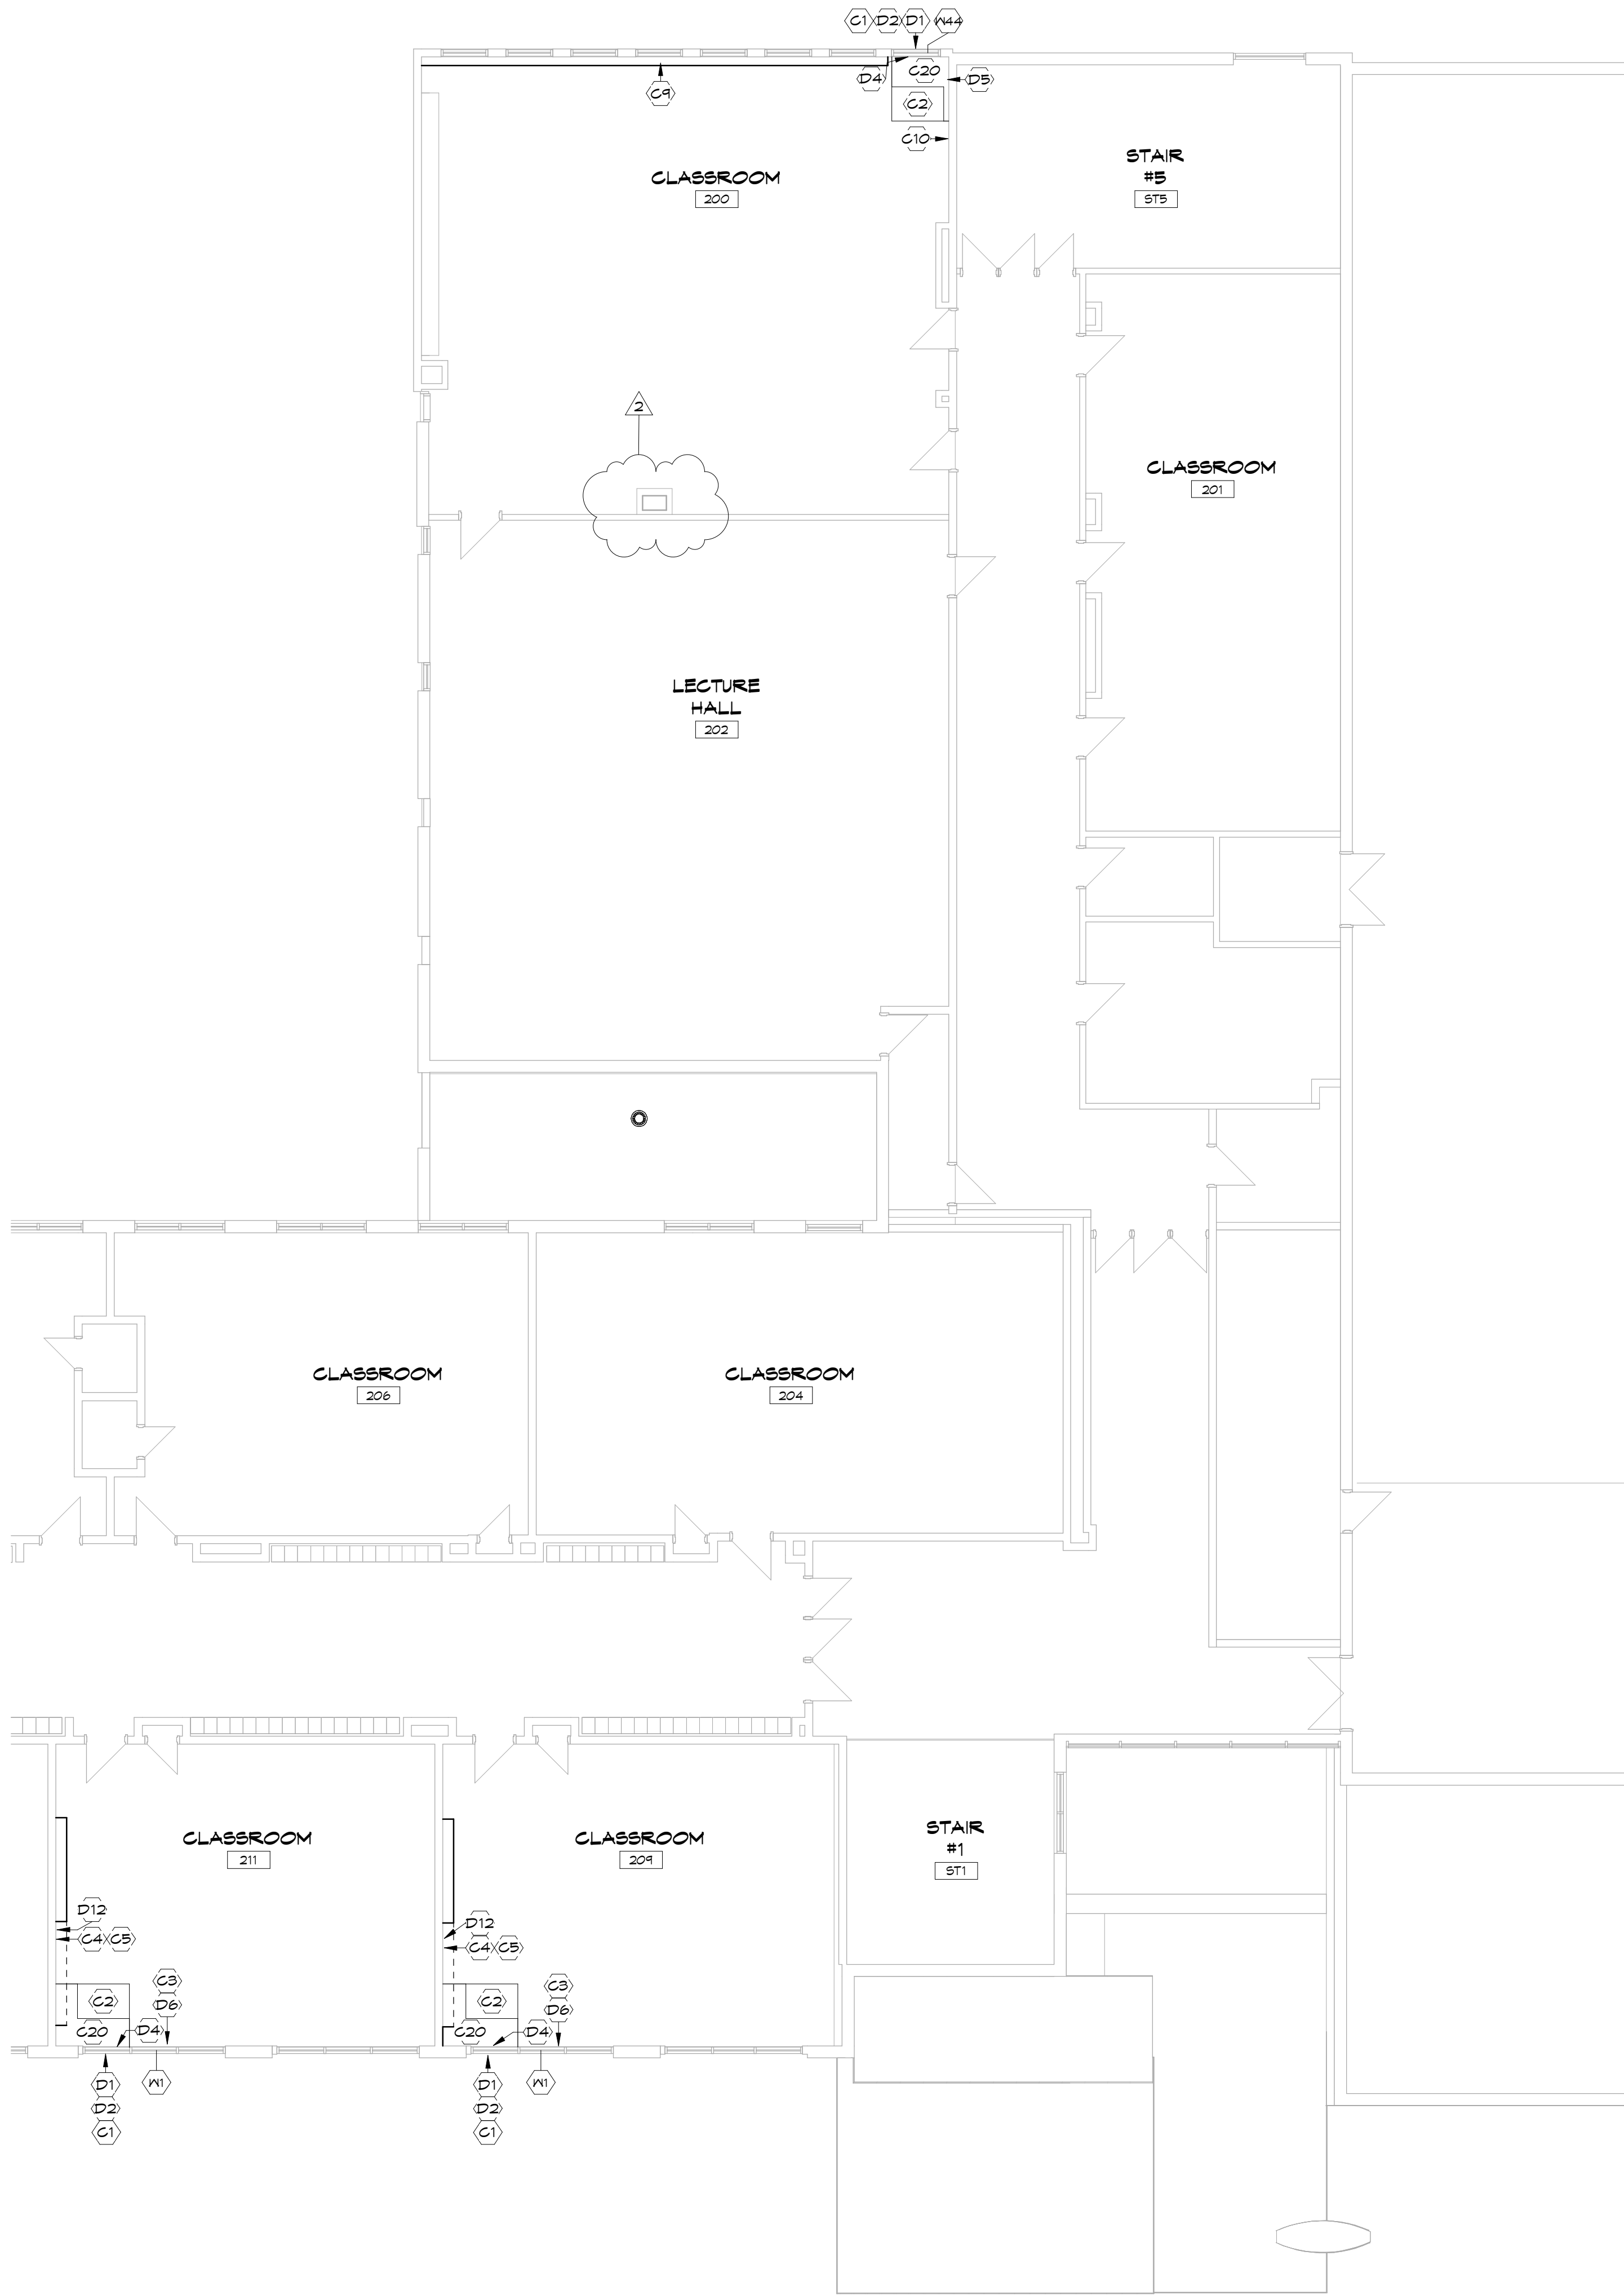 C1 D2 D1 W44
D4 C20 D5
C9
C2
C10
CLASSROOM
200
STAIR
#5
ST5
2
CLASSROOM
201
LECTURE
HALL
202
CLASSROOM
206
CLASSROOM
204
CLASSROOM
211
CLASSROOM
209
STAIR
#1
ST1
D12
C4 C5
C3
C2
D6
C20 D4
D1
W1
D2
C1
D12
C4 C5
C3
C2
D6
C20 D4
D1
W1
D2
C1